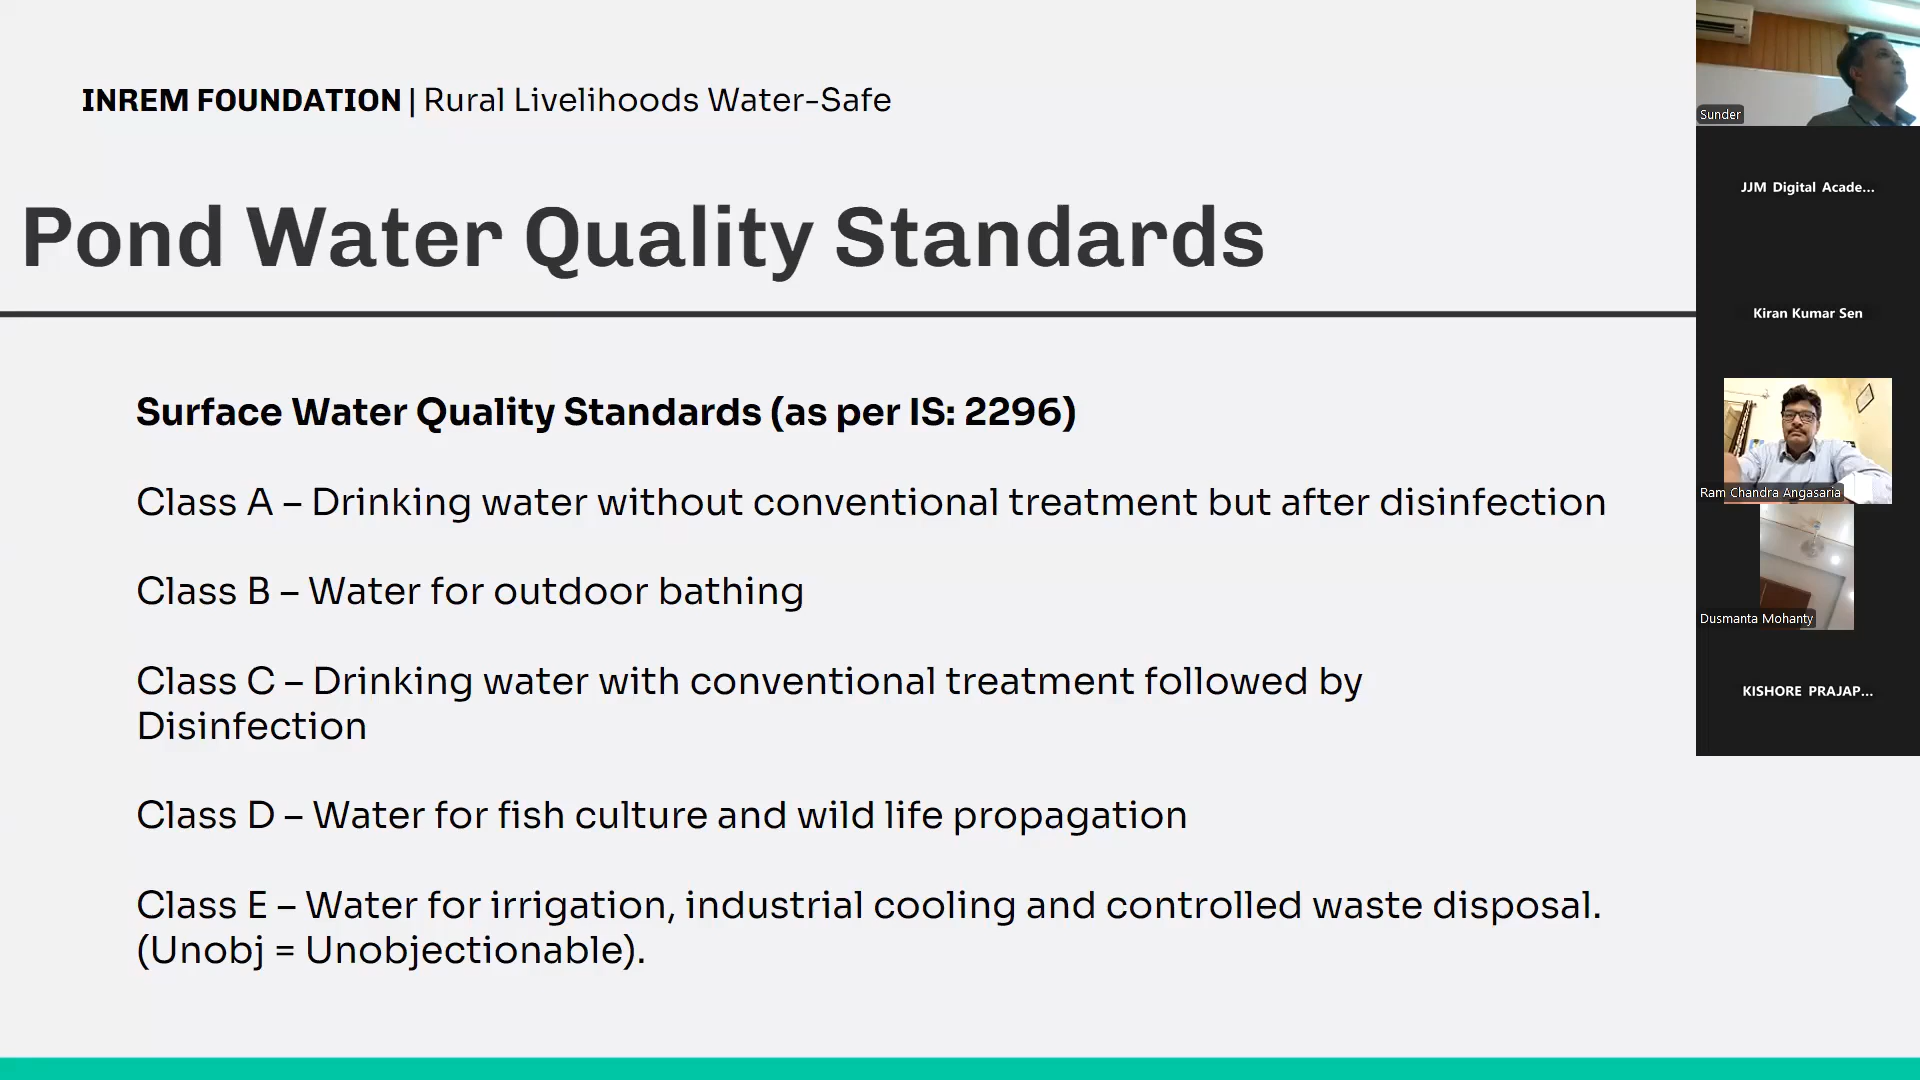 INREM FOUNDATION | Rural Livelihoods Water-Safe
Pond Water Quality Standards
Surface Water Quality Standards (as per IS: 2296)
Class A – Drinking water without conventional treatment but after disinfection
Class B – Water for outdoor bathing
Class C – Drinking water with conventional treatment followed by
Disinfection
Class D – Water for fish culture and wild life propagation
Class E – Water for irrigation, industrial cooling and controlled waste disposal.
(Unobj = Unobjectionable).
Sunder
JJM Digital Acade...
Kiran Kumar Sen
Ram Chandra Angasaria
Dusmanta Mohanty
KISHORE PRAJAP...